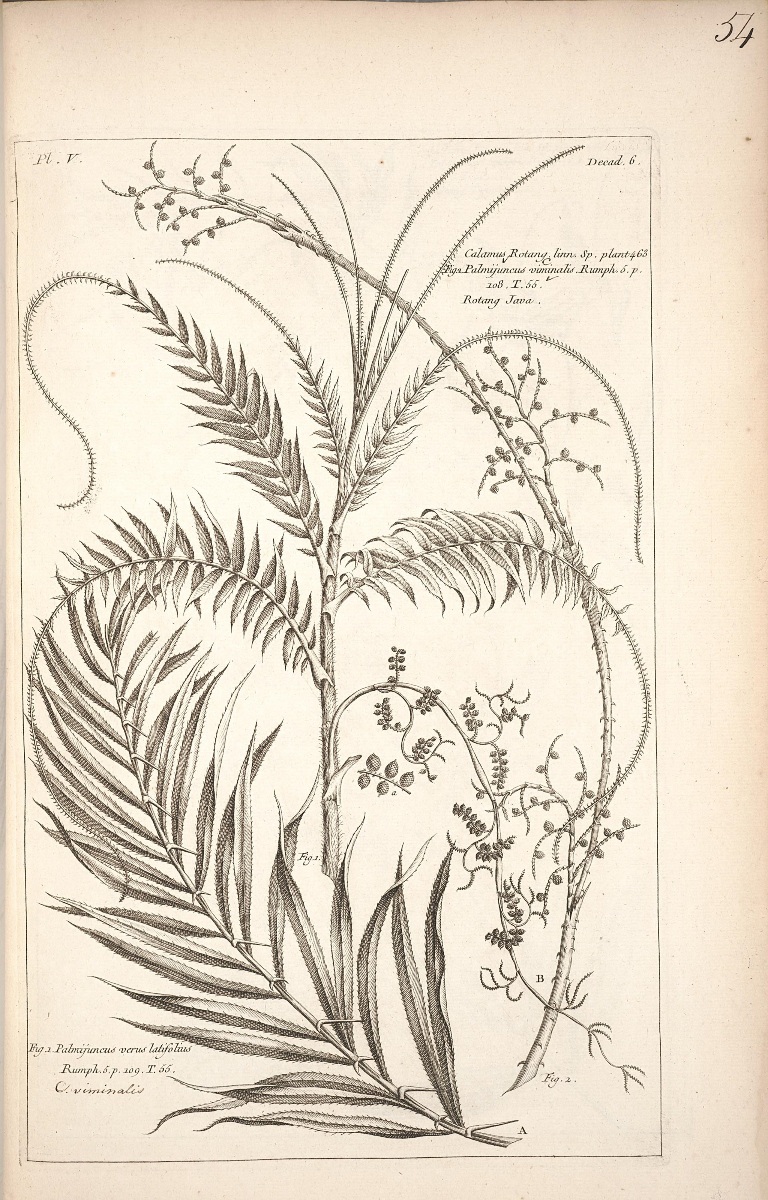 54
Pl. V.
Decad. 6.
Calamus Rotang linn. Sp. plant 463
Fig. 1. Palmijuncus viminalis. Rumph. 5. p.
108. T. 55.
Rotang Java.
a
Fig. 1.
B
Fig. 2. Palmijuncus verus latifolius
Rumph. 5. p. 109. T. 55.
C. viminalis
Fig. 2.
A